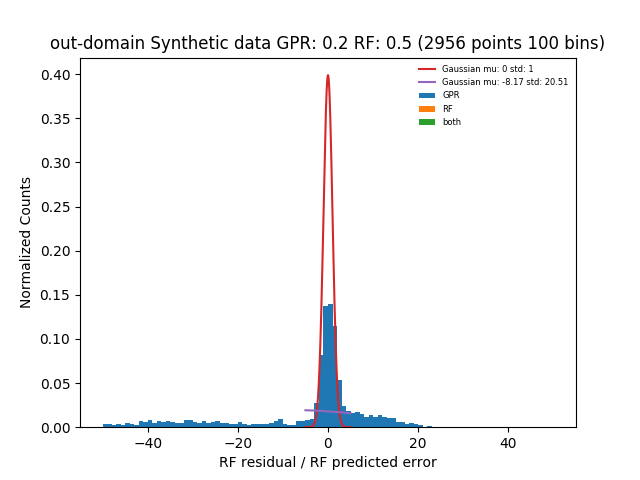 out-domain Synthetic data GPR: 0.2 RF: 0.5 (2956 points 100 bins)
Gaussian mu: 0 std: 1
Gaussian mu: -8.17 std: 20.51
GPR
RF
both
Normalized Counts
0.40
0.35
0.30
0.25
0.20
0.15
0.10
0.05
0.00
−40 −20 0 20 40
RF residual / RF predicted error